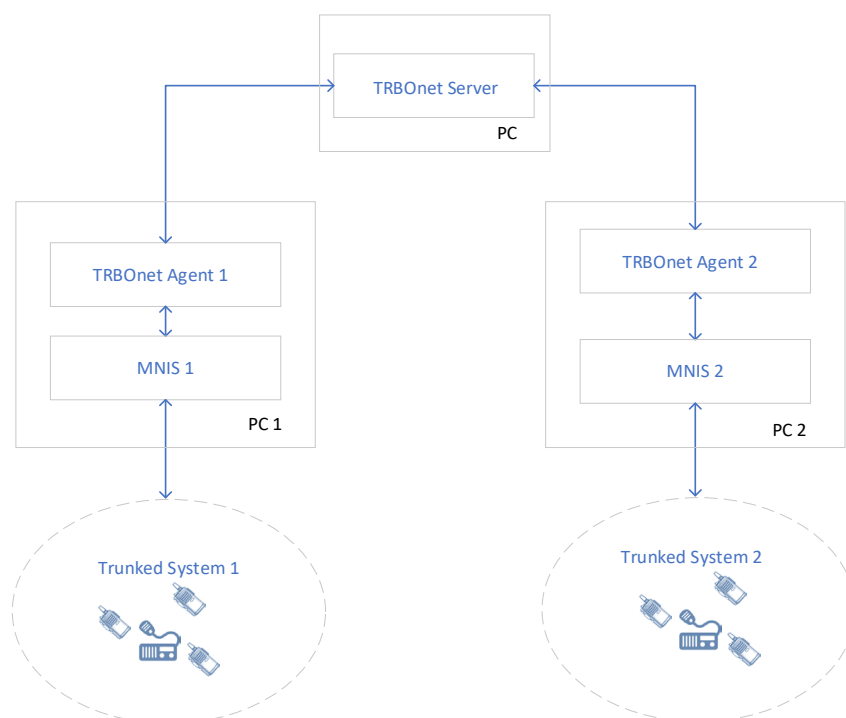 TRBOnet Server
PC
TRBOnet Agent 1
MNIS 1
PC 1
TRBOnet Agent 2
MNIS 2
PC 2
Trunked System 1
Trunked System 2